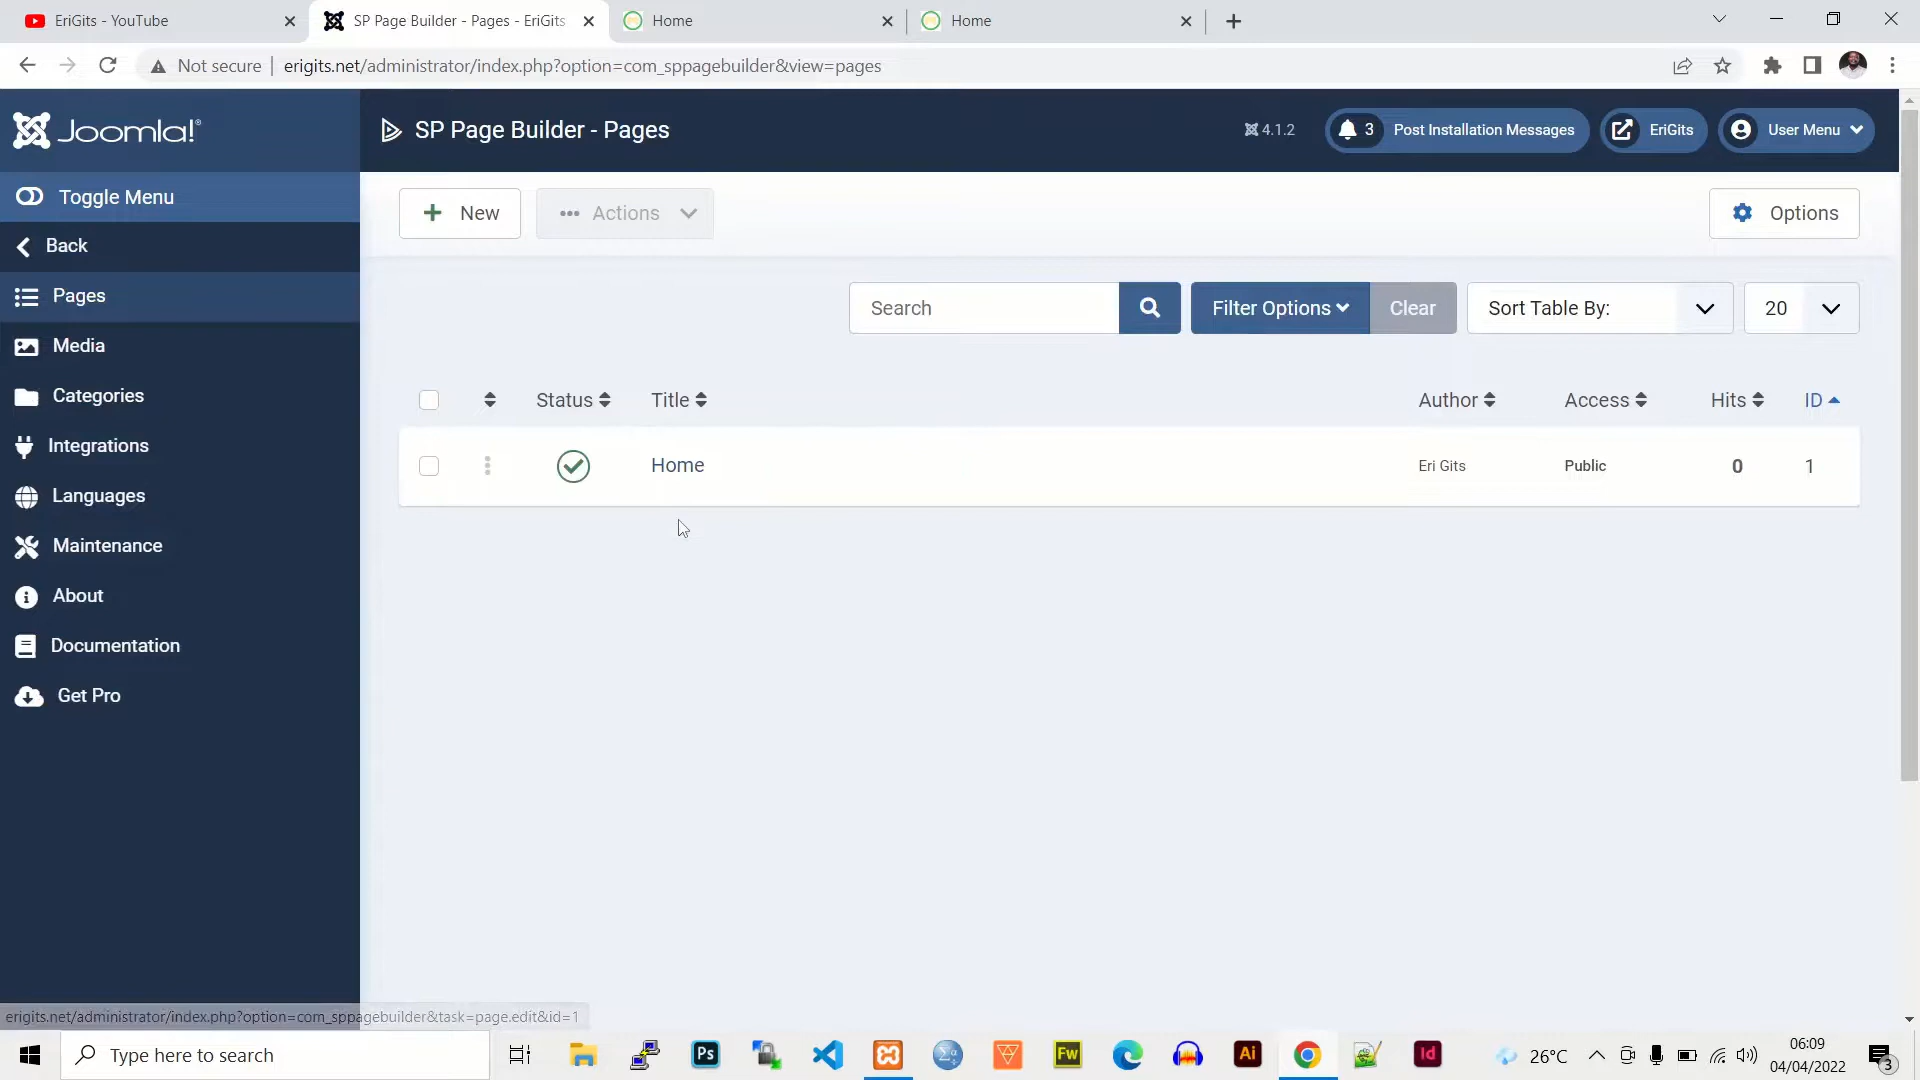 EriGits - YouTube
SP Page Builder - Pages - EriGits
Home
Home
Not secure
erigits.net/administrator/index.php?option=com_sppagebuilder&view=pages
Joomla!®
SP Page Builder - Pages
4.1.2
3
Post Installation Messages
EriGits
User Menu
Toggle Menu
Back
Pages
Media
Categories
Integrations
Languages
Maintenance
About
Documentation
Get Pro
New
Actions
Options
Search
Filter Options
Clear
Sort Table By:
20
Status
Title
Author
Access
Hits
ID
Home
Eri Gits
Public
0
1
erigits.net/administrator/index.php?option=com_sppagebuilder&task=page.edit&id=1
Type here to search
Ps
Fw
Ai
Id
26°C
06:09
04/04/2022
3